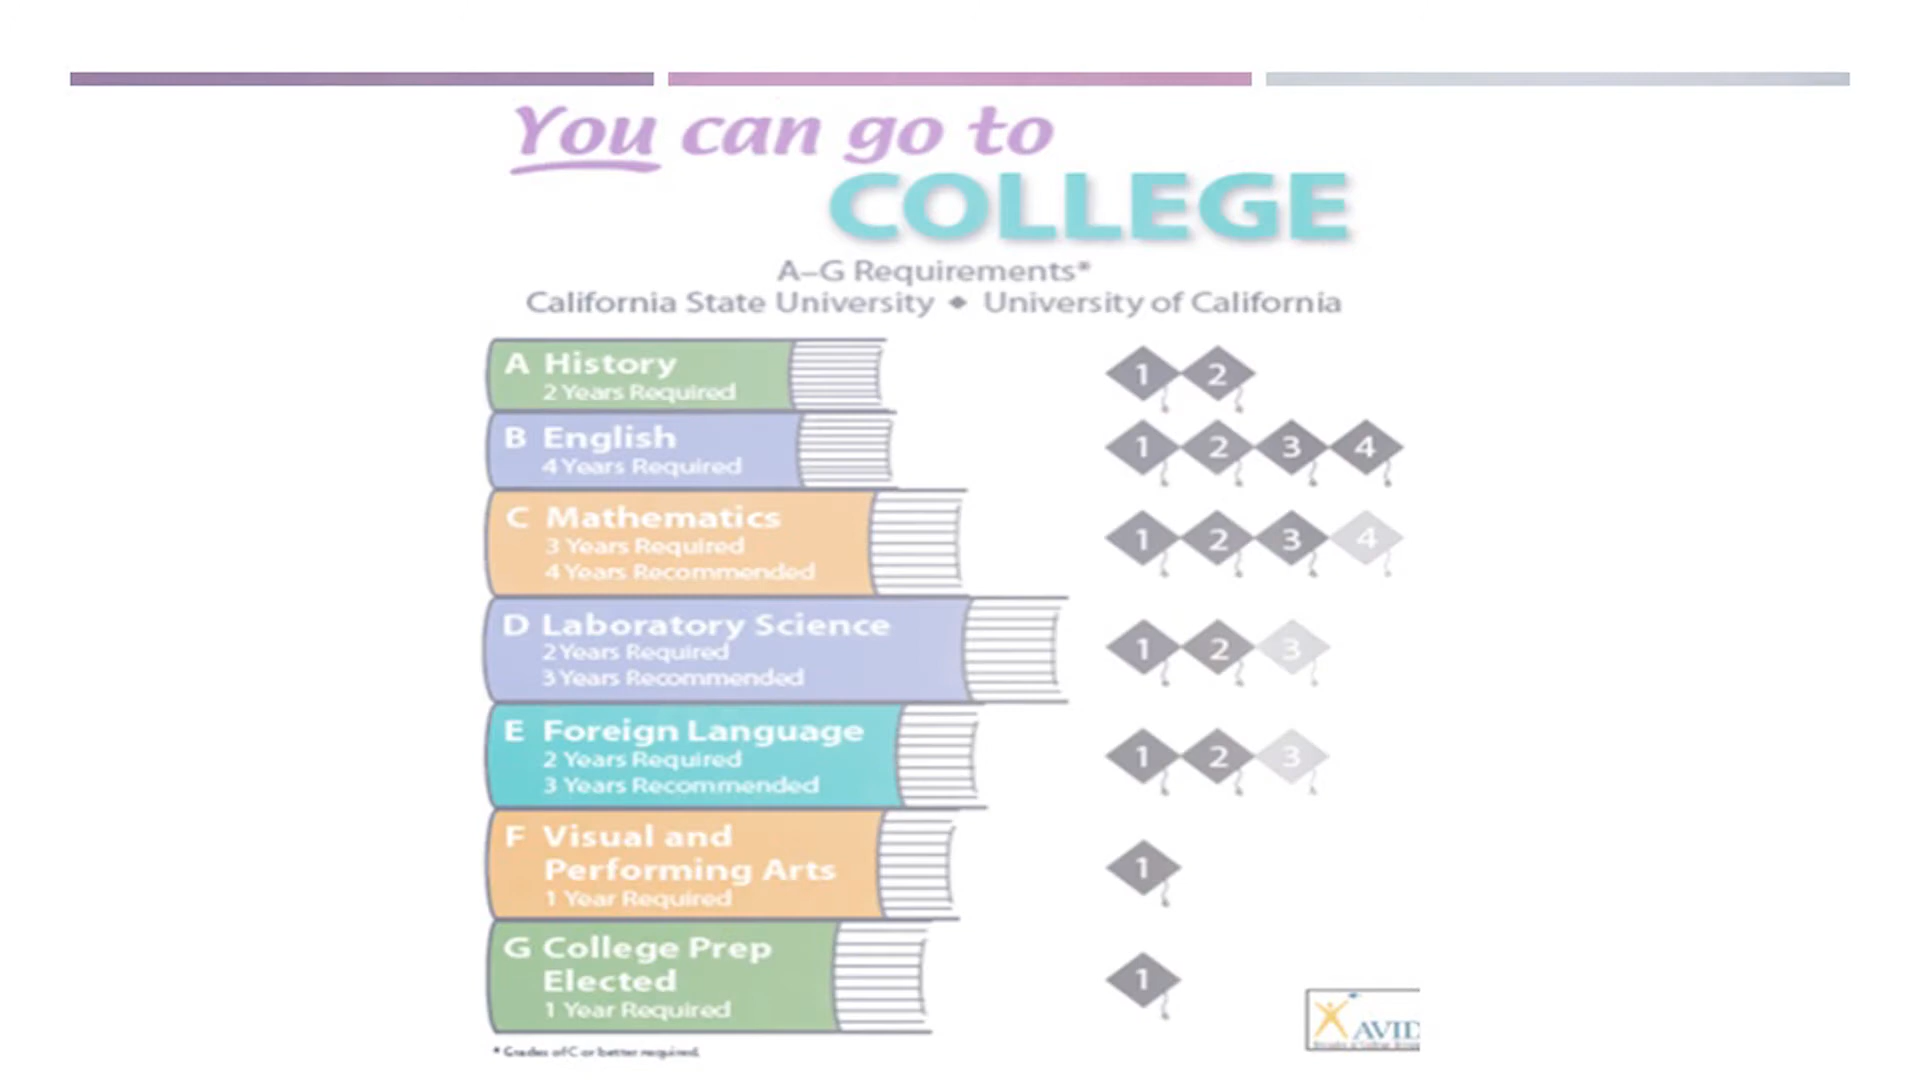 You can go to
COLLEGE
A–G Requirements*
California State University ◆ University of California
A History
2 Years Required
1 2
B English
4 Years Required
1 2 3 4
C Mathematics
3 Years Required
4 Years Recommended
1 2 3 4
D Laboratory Science
2 Years Required
3 Years Recommended
1 2 3
E Foreign Language
2 Years Required
3 Years Recommended
1 2 3
F Visual and
Performing Arts
1 Year Required
1
G College Prep
Elected
1 Year Required
1
* Grades of C or better required.
AVID